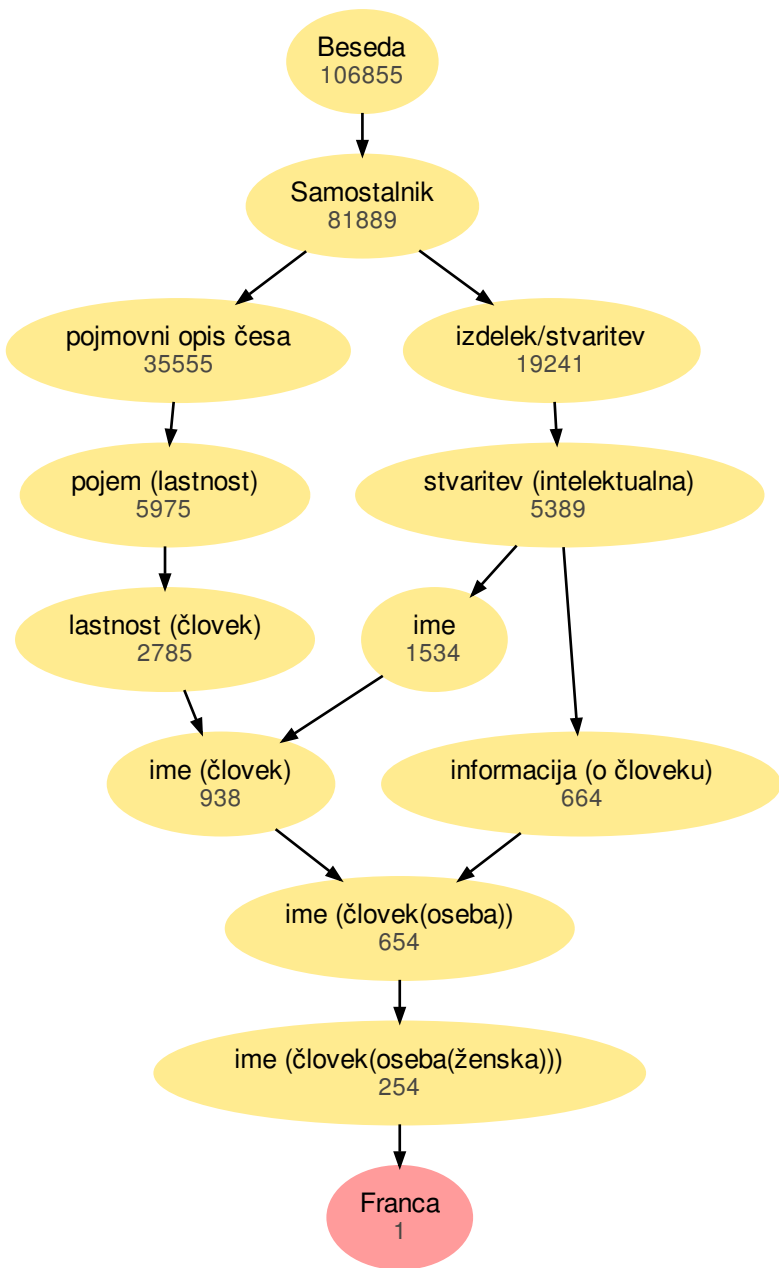 Beseda
106855
Samostalnik
81889
pojmovni opis česa
35555
izdelek/stvaritev
19241
pojem (lastnost)
5975
stvaritev (intelektualna)
5389
lastnost (človek)
2785
ime
1534
ime (človek)
938
informacija (o človeku)
664
ime (človek(oseba))
654
ime (človek(oseba(ženska)))
254
Franca
1